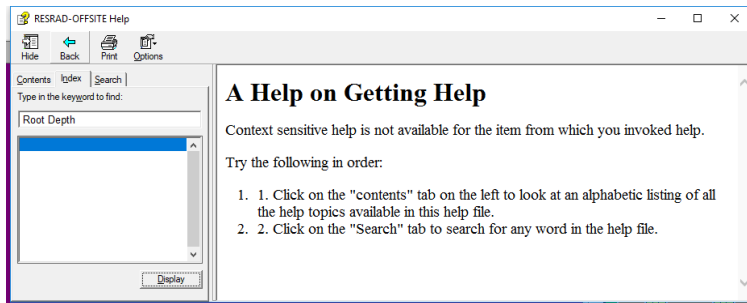 RESRAD-OFFSITE Help
Hide Back Print Options
Contents Index Search
Type in the keyword to find:
Root Depth
Display
A Help on Getting Help
Context sensitive help is not available for the item from which you invoked help.
Try the following in order:
1. 1. Click on the "contents" tab on the left to look at an alphabetic listing of all
the help topics available in this help file.
2. 2. Click on the "Search" tab to search for any word in the help file.